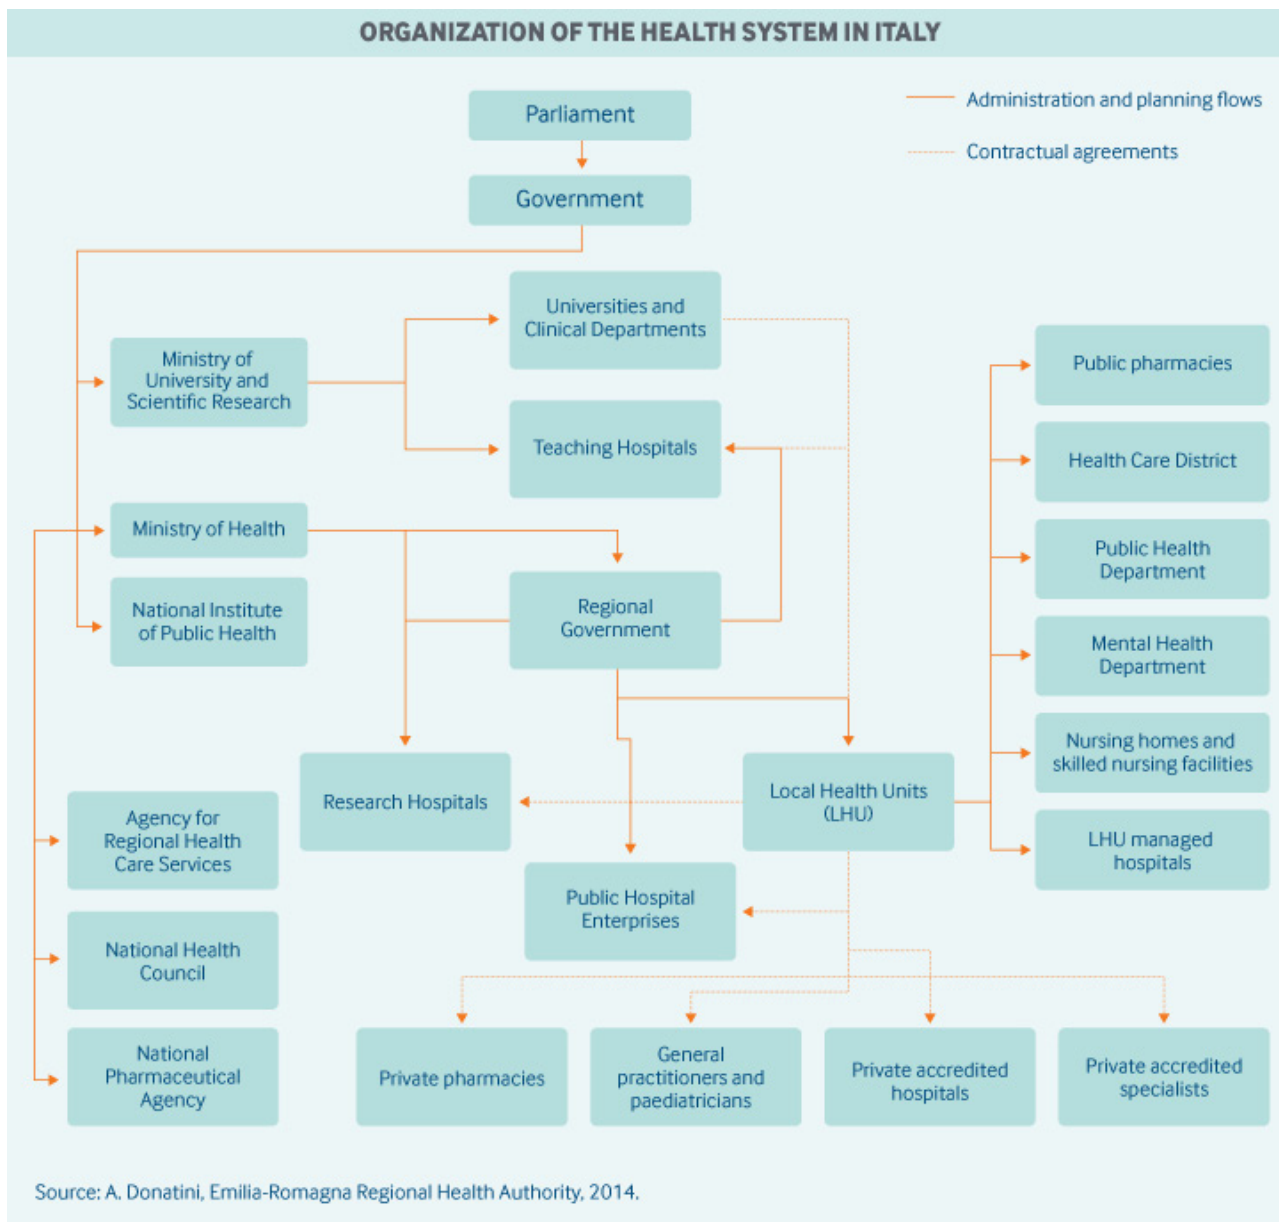 ORGANIZATION OF THE HEALTH SYSTEM IN ITALY
Administration and planning flows
Contractual agreements
Parliament
Government
Universities and
Clinical Departments
Ministry of
University and
Scientific Research
Teaching Hospitals
Ministry of Health
National Institute
of Public Health
Regional
Government
Public pharmacies
Health Care District
Public Health
Department
Mental Health
Department
Nursing homes and
skilled nursing facilities
LHU managed
hospitals
Research Hospitals
Local Health Units
(LHU)
Agency for
Regional Health
Care Services
Public Hospital
Enterprises
National Health
Council
National
Pharmaceutical
Agency
Private pharmacies
General
practitioners and
paediatricians
Private accredited
hospitals
Private accredited
specialists
Source: A. Donatini, Emilia-Romagna Regional Health Authority, 2014.